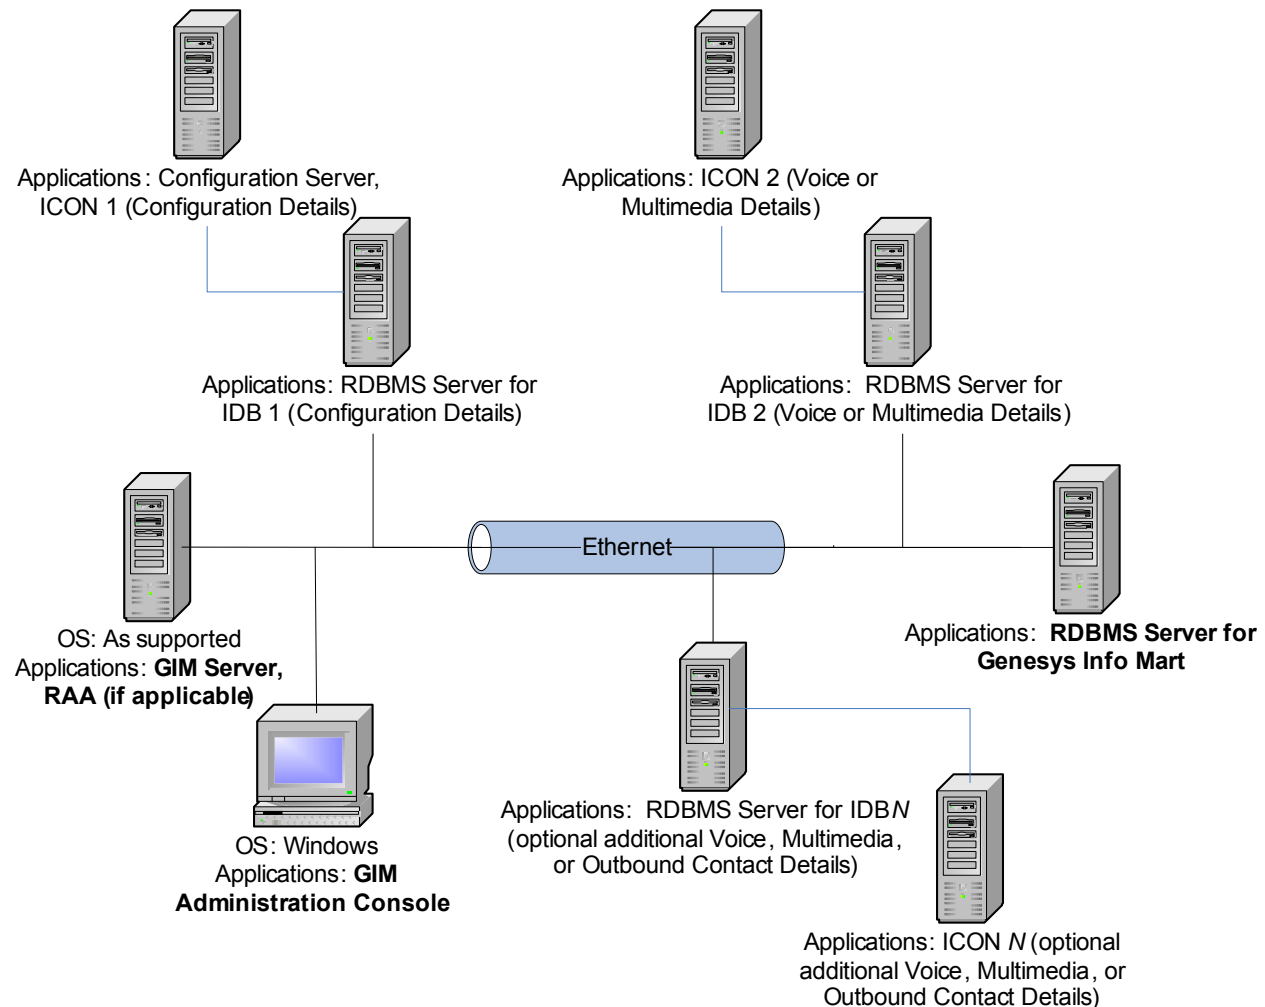 Applications: Configuration Server,
ICON 1 (Configuration Details)
Applications: ICON 2 (Voice or
Multimedia Details)
Applications: RDBMS Server for
IDB 1 (Configuration Details)
Applications: RDBMS Server for
IDB 2 (Voice or Multimedia Details)
Ethernet
OS: As supported
Applications: GIM Server,
RAA (if applicable)
Applications: RDBMS Server for
Genesys Info Mart
OS: Windows
Applications: GIM
Administration Console
Applications: RDBMS Server for IDB N
(optional additional Voice, Multimedia,
or Outbound Contact Details)
Applications: ICON N (optional
additional Voice, Multimedia, or
Outbound Contact Details)